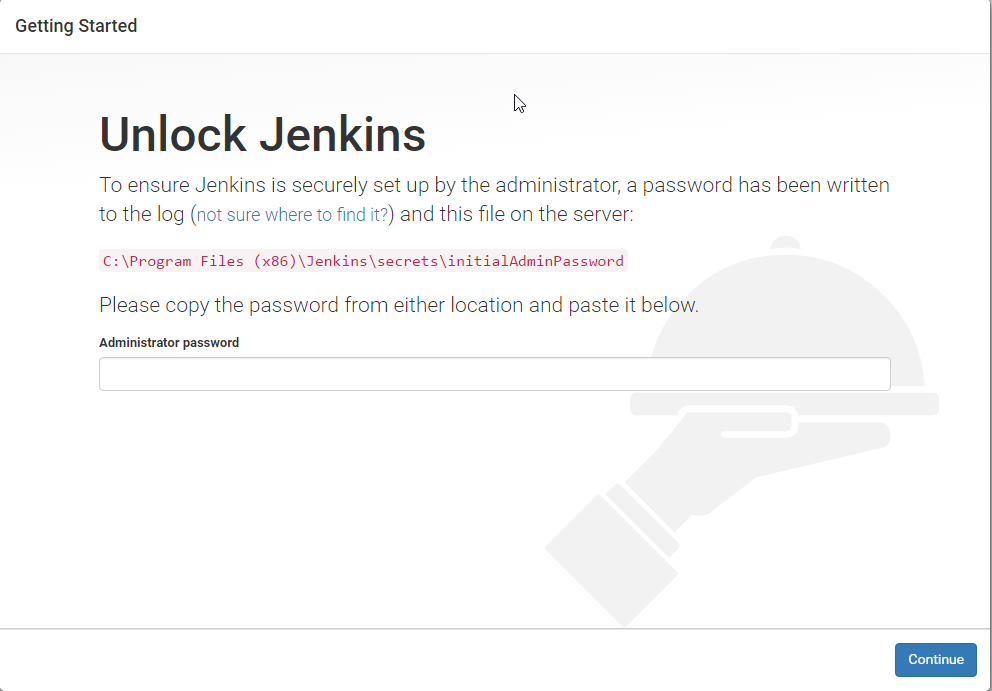 Getting Started
Unlock Jenkins
To ensure Jenkins is securely set up by the administrator, a password has been written
to the log (not sure where to find it?) and this file on the server:
C:\Program Files (x86)\Jenkins\secrets\initialAdminPassword
Please copy the password from either location and paste it below.
Administrator password
Continue